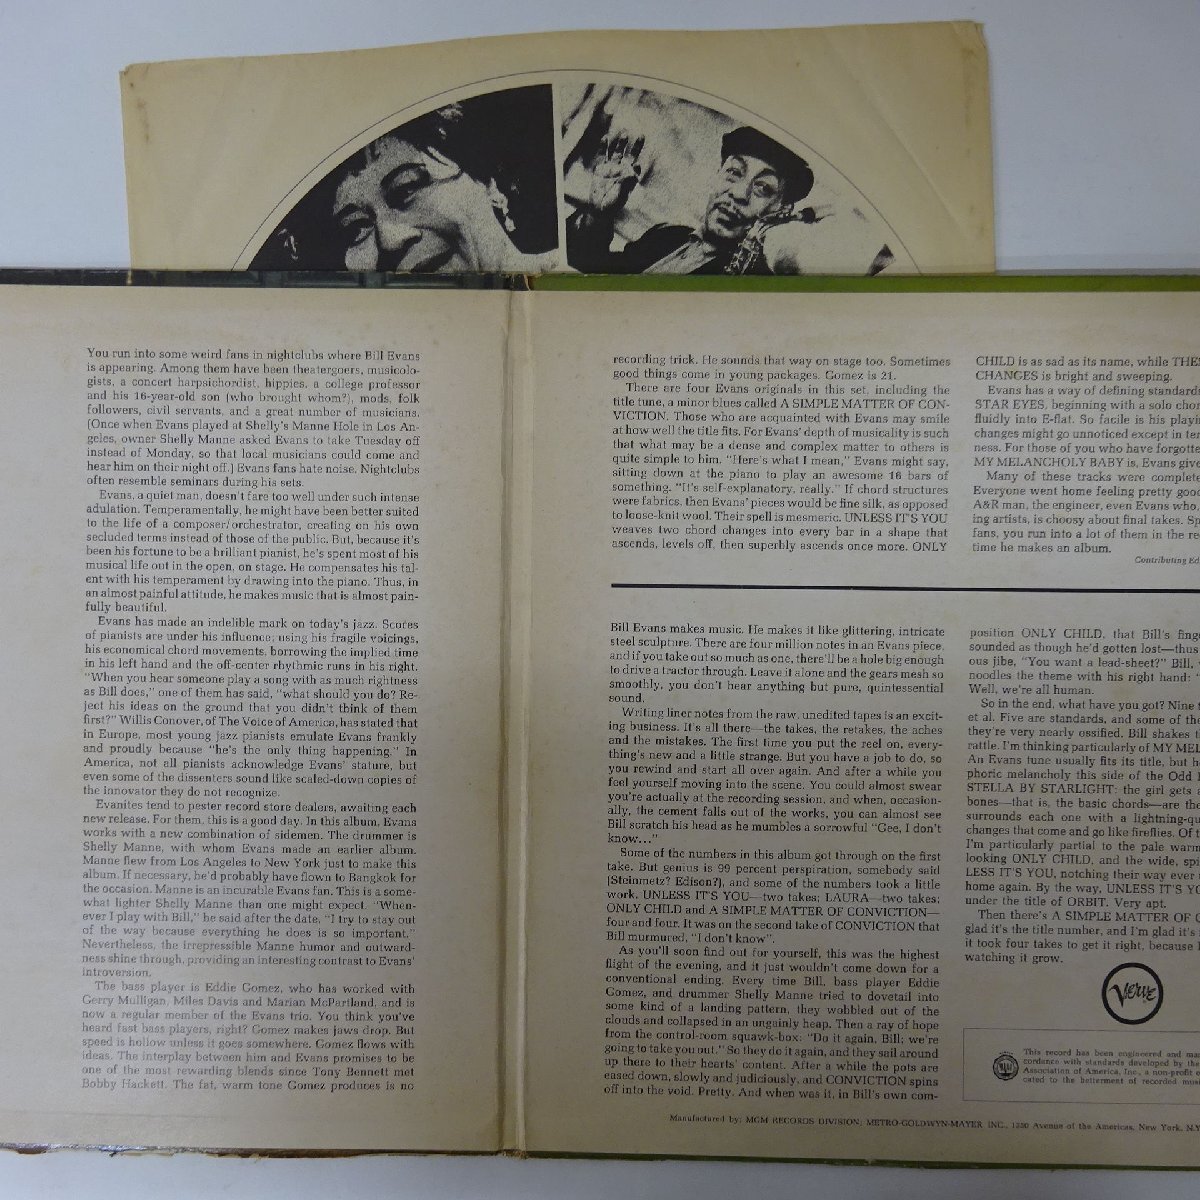 You run into some weird fans in nightclubs where Bill Evans
is appearing. Among them have been theatergoers, musicolo-
gists, a concert harpsichordist, hippies, a college professor
and his 16-year-old son (who brought whom?), mods, folk
followers, civil servants, and a great number of musicians.
(Once when Evans played at Shelly's Manne Hole in Los An-
geles, owner Shelly Manne asked Evans to take Tuesday off
instead of Monday, so that local musicians could come and
hear him on their night off.) Evans fans hate noise. Nightclubs
often resemble seminars during his sets.
Evans, a quiet man, doesn't fare too well under such intense
adulation. Temperamentally, he might have been better suited
to the life of a composer/orchestrator, creating on his own
secluded terms instead of those of the public. But, because it's
been his fortune to be a brilliant pianist, he's spent most of his
musical life out in the open, on stage. He compensates his tal-
ent with his temperament by drawing into the piano. Thus, in
an almost painful attitude, he makes music that is almost pain-
fully beautiful.
Evans has made an indelible mark on today's jazz. Scores
of pianists are under his influence; using his fragile voicings,
his economical chord movements, borrowing the implied time
in his left hand and the off-center rhythmic runs in his right.
"When you hear someone play a song with as much rightness
as Bill does," one of them has said, "what should you do? Re-
ject his ideas on the ground that you didn't think of them
first?" Willis Conover, of The Voice of America, has stated that
in Europe, most young jazz pianists emulate Evans frankly
and proudly because "he's the only thing happening." In
America, not all pianists acknowledge Evans' stature, but
even some of the dissenters sound like scaled-down copies of
the innovator they do not recognize.
Evanites tend to pester record store dealers, awaiting each
new release. For them, this is a good day. In this album, Evans
works with a new combination of sidemen. The drummer is
Shelly Manne, with whom Evans made an earlier album.
Manne flew from Los Angeles to New York just to make this
album. If necessary, he'd probably have flown to Bangkok for
the occasion. Manne is an incurable Evans fan. This is a some-
what lighter Shelly Manne than one might expect. "When-
ever I play with Bill," he said after the date, "I try to stay out
of the way because everything he does is so important."
Nevertheless, the irrepressible Manne humor and outward-
ness shine through, providing an interesting contrast to Evans'
introversion.
The bass player is Eddie Gomez, who has worked with
Gerry Mulligan, Miles Davis and Marian McPartland, and is
now a regular member of the Evans trio. You think you've
heard fast bass players, right? Gomez makes jaws drop. But
speed is hollow unless it goes somewhere. Gomez flows with
ideas. The interplay between him and Evans promises to be
one of the most rewarding blends since Tony Bennett met
Bobby Hackett. The fat, warm tone Gomez produces is no
recording trick. He sounds that way on stage too. Sometimes
good things come in young packages. Gomez is 21.
There are four Evans originals in this set, including the
title tune, a minor blues called A SIMPLE MATTER OF CON-
VICTION. Those who are acquainted with Evans may smile
at how well the title fits. For Evans' depth of musicality is such
that what may be a dense and complex matter to others is
quite simple to him. "Here's what I mean," Evans might say,
sitting down at the piano to play an awesome 16 bars of
something. "It's self-explanatory, really." If chord structures
were fabrics, then Evans' pieces would be fine silk, as opposed
to loose-knit wool. Their spell is mesmeric. UNLESS IT'S YOU
weaves two chord changes into every bar in a shape that
ascends, levels off, then superbly ascends once more. ONLY
CHILD is as sad as its name, while THE
CHANGES is bright and sweeping.
Evans has a way of defining standards
STAR EYES, beginning with a solo chor
fluidly into E-flat. So facile is his playin
changes might go unnoticed except in ter
ness. For those of you who have forgotte
MY MELANCHOLY BABY is, Evans give
Many of these tracks were complete
Everyone went home feeling pretty good
A&R man, the engineer, even Evans who,
ing artists, is choosy about final takes. Sp
fans, you run into a lot of them in the re
time he makes an album.
Contributing Ed
Bill Evans makes music. He makes it like glittering, intricate
steel sculpture. There are four million notes in an Evans piece,
and if you take out so much as one, there'll be a hole big enough
to drive a tractor through. Leave it alone and the gears mesh so
smoothly, you don't hear anything but pure, quintessential
sound.
Writing liner notes from the raw, unedited tapes is an excit-
ing business. It's all there—the takes, the retakes, the aches
and the mistakes. The first time you put the reel on, every-
thing's new and a little strange. But you have a job to do, so
you rewind and start all over again. And after a while you
feel yourself moving into the scene. You could almost swear
you're actually at the recording session, and when, occasion-
ally, the cement falls out of the works, you can almost see
Bill scratch his head as he mumbles a sorrowful "Gee, I don't
know..."
Some of the numbers in this album got through on the first
take. But genius is 99 percent perspiration, somebody said
(Steinmetz? Edison?), and some of the numbers took a little
work. UNLESS IT'S YOU—two takes; LAURA—two takes;
ONLY CHILD and A SIMPLE MATTER OF CONVICTION—
four and four. It was on the second take of CONVICTION that
Bill murmured, "I don't know".
As you'll soon find out for yourself, this was the highest
flight of the evening, and it just wouldn't come down for a
conventional ending. Every time Bill, bass player Eddie
Gomez, and drummer Shelly Manne tried to dovetail into
some kind of a landing pattern, they wobbled out of the
clouds and collapsed in an ungainly heap. Then a ray of hope
from the control-room squawk-box: "Do it again, Bill; we're
going to take you out." So they do it again, and they sail around
up there to their hearts' content. After a while the pots are
eased down, slowly and judiciously, and CONVICTION spins
off into the void. Pretty. And when was it, in Bill's own com-
position ONLY CHILD, that Bill's finge
sounded as though he'd gotten lost—thus
ous jibe, "You want a lead-sheet?" Bill,
noodles the theme with his right hand: "
Well, we're all human.
So in the end, what have you got? Nine
et al. Five are standards, and some of the
they're very nearly ossified. Bill shakes t
rattle. I'm thinking particularly of MY MEL
An Evans tune usually fits its title, but h
phoric melancholy this side of the Odd
STELLA BY STARLIGHT: the girl gets a
bones—that is, the basic chords—are the
surrounds each one with a lightning-qu
changes that come and go like fireflies. Of t
I'm particularly partial to the pale warm
looking ONLY CHILD, and the wide, spi
LESS IT'S YOU, notching their way ever
home again. By the way, UNLESS IT'S YO
under the title of ORBIT. Very apt.
Then there's A SIMPLE MATTER OF C
glad it's the title number, and I'm glad it's
it took four takes to get it right, because
watching it grow.
Verve
This record has been engineered and ma
cordance with standards developed by the
Association of America, Inc., a non-profit o
cated to the betterment of recorded mus
Manufactured by: MGM RECORDS DIVISION; METRO-GOLDWYN-MAYER INC., 1350 Avenue of the Americas, New York, N.Y.